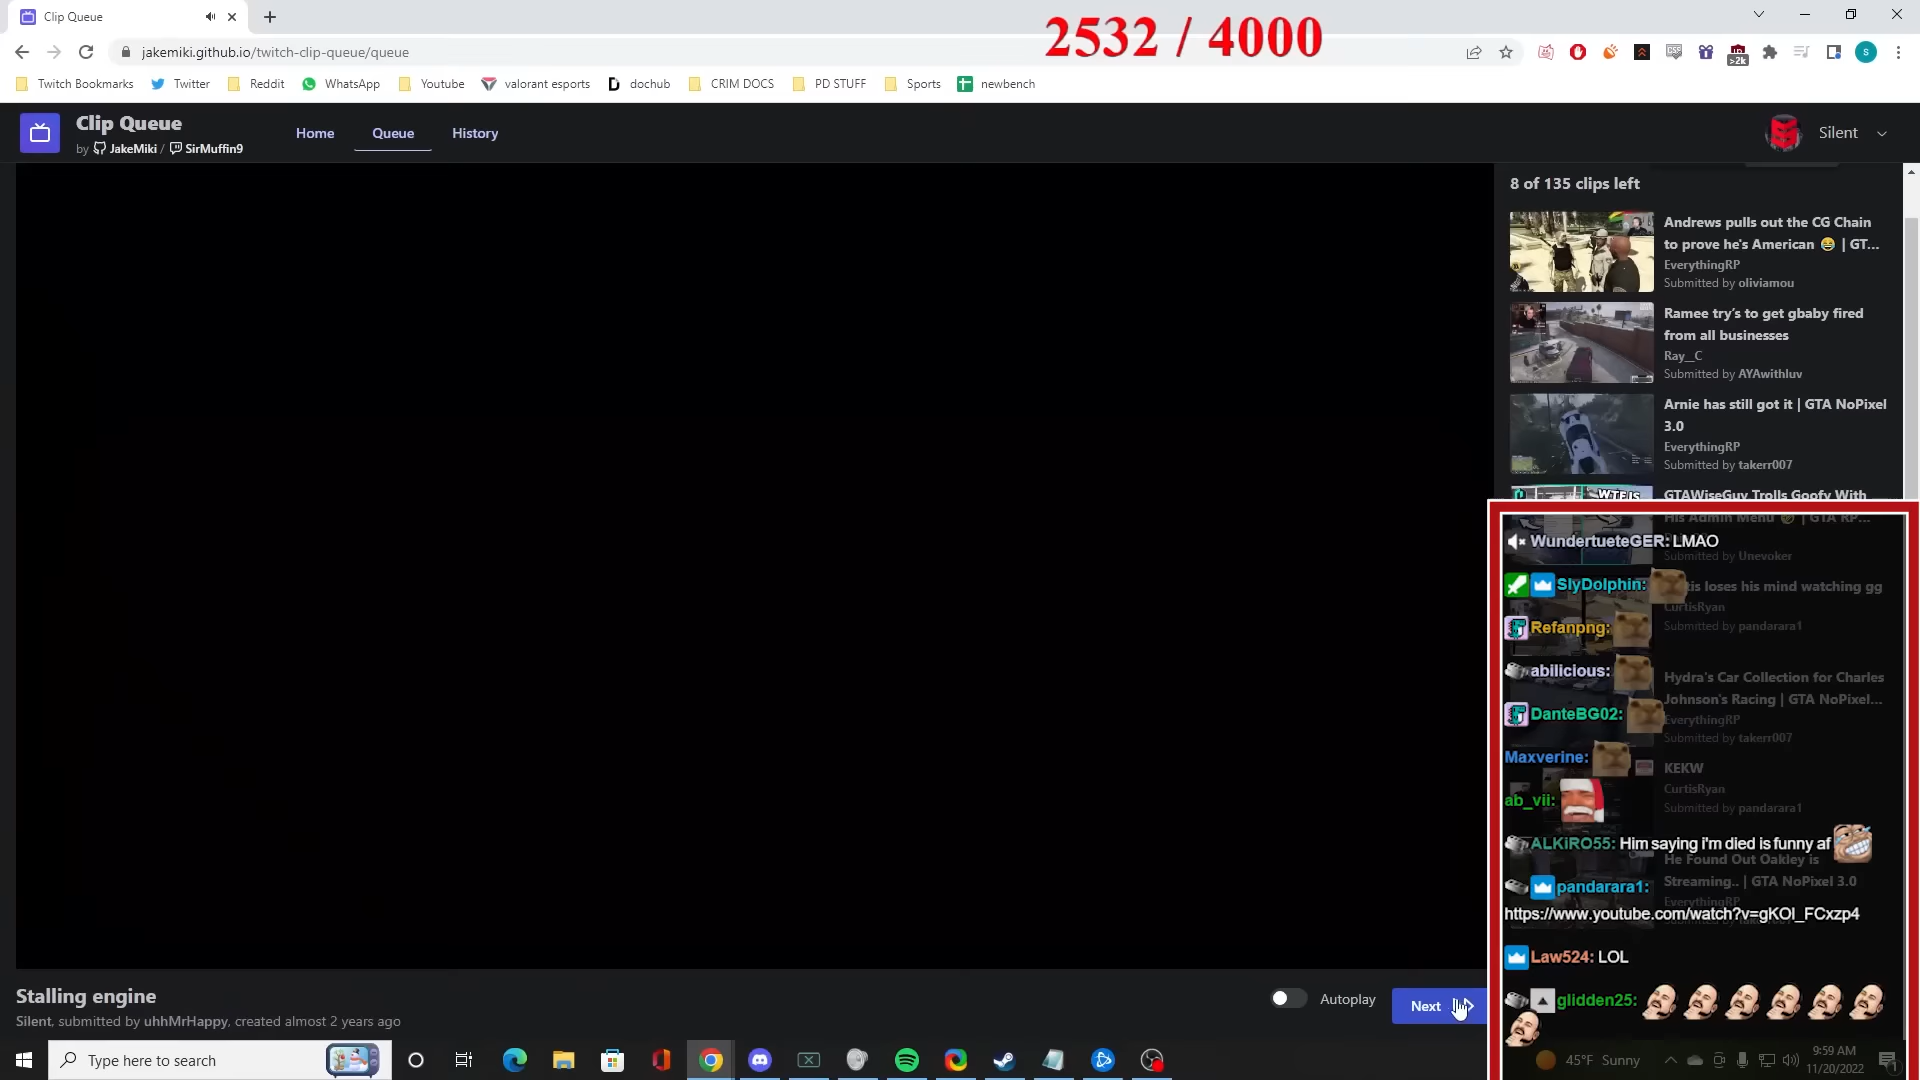 Clip Queue
2532 / 4000
jakemiki.github.io/twitch-clip-queue/queue
>2k
S
Twitch Bookmarks
Twitter
Reddit
WhatsApp
Youtube
valorant esports
dochub
CRIM DOCS
PD STUFF
Sports
newbench
Clip Queue
by JakeMiki / SirMuffin9
Home
Queue
History
Silent
8 of 135 clips left
Andrews pulls out the CG Chain
to prove he's American 😂 | GT...
EverythingRP
Submitted by oliviamou
Ramee try's to get gbaby fired
from all businesses
Ray__C
Submitted by AYAwithluv
Arnie has still got it | GTA NoPixel
3.0
EverythingRP
Submitted by takerr007
WTF IS
GTAWiseGuy Trolls Goofy With
His Admin Menu | GTA RP...
Submitted by Unevoker
loses his mind watching gg
CurtisRyan
Submitted by pandarara1
Hydra's Car Collection for Charles
Johnson's Racing | GTA NoPixel...
EverythingRP
Submitted by takerr007
KEKW
CurtisRyan
Submitted by pandarara1
He Found Out Oakley is
Streaming.. | GTA NoPixel 3.0
EverythingRP
WundertueteGER: LMAO
SlyDolphin:
Refanpng:
abilicious:
DanteBG02:
Maxverine:
ab_vii:
ALKiRO55: Him saying i'm died is funny af
pandarara1:
https://www.youtube.com/watch?v=gKOl_FCxzp4
Law524: LOL
glidden25:
Stalling engine
Silent, submitted by uhhMrHappy, created almost 2 years ago
Autoplay
Next
Type here to search
45°F Sunny
9:59 AM
11/20/2022
1